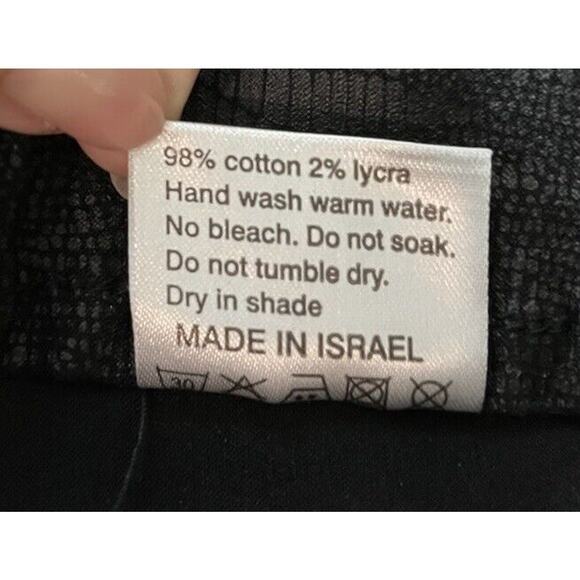 98% cotton 2% lycra
Hand wash warm water.
No bleach. Do not soak.
Do not tumble dry.
Dry in shade
MADE IN ISRAEL
30